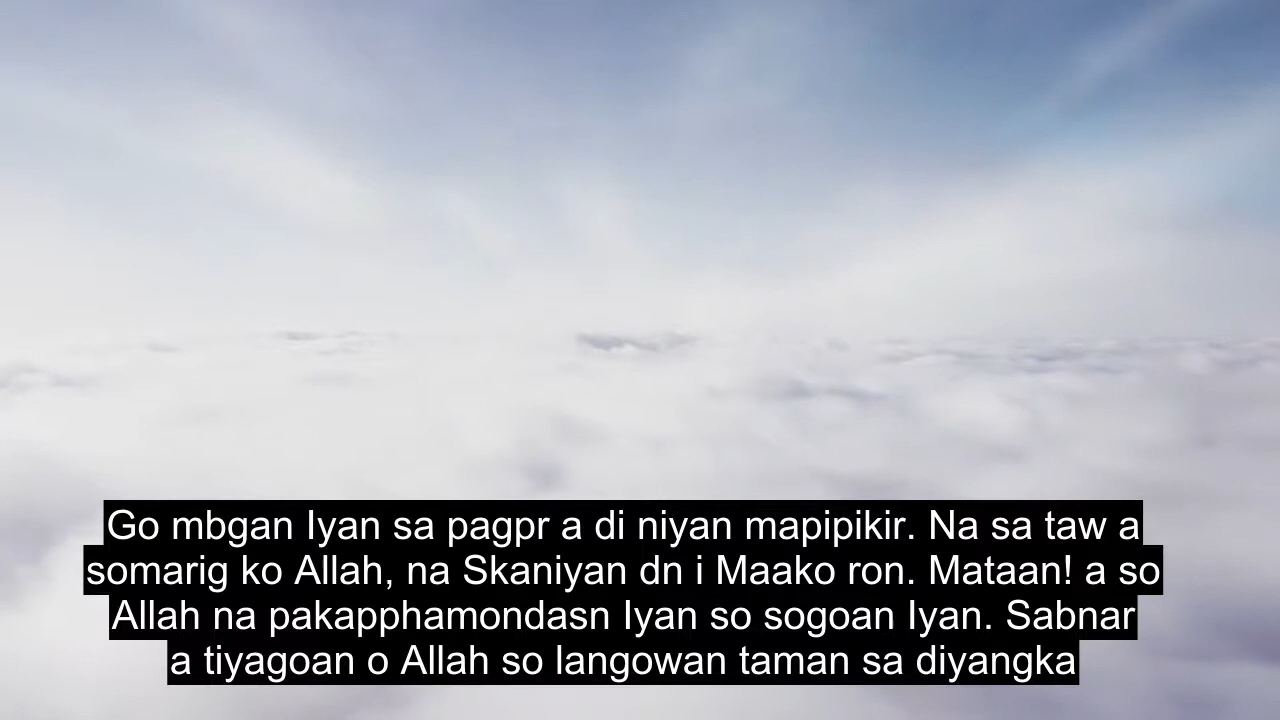 Go mbgan Iyan sa pagpr a di niyan mapipikir. Na sa taw a
somarig ko Allah, na Skaniyan dn i Maako ron. Mataan! a so
Allah na pakapphamondasn Iyan so sogoan Iyan. Sabnar
a tiyagoan o Allah so langowan taman sa diyangka